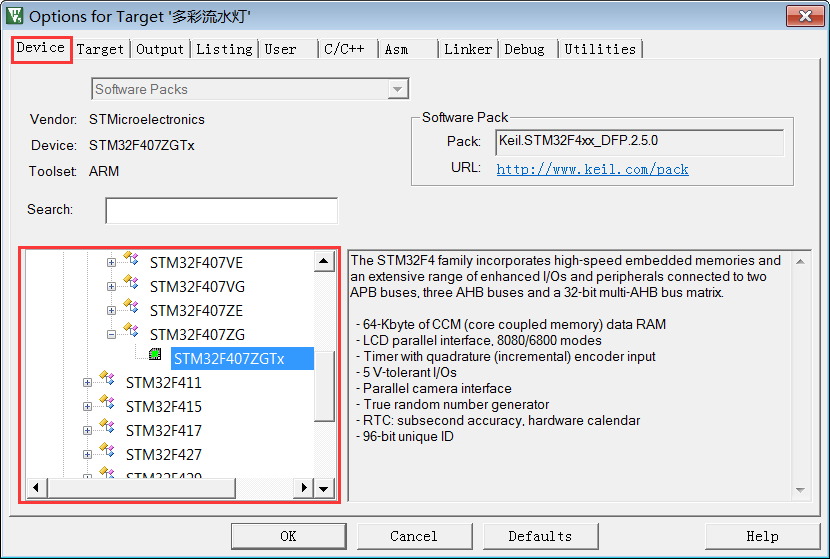 Options for Target '多彩流水灯'
Device Target Output Listing User C/C++ Asm Linker Debug Utilities
Software Packs
Vendor: STMicroelectronics
Device: STM32F407ZGTx
Toolset: ARM
Search:
Software Pack
Pack: Keil.STM32F4xx_DFP.2.5.0
URL: http://www.keil.com/pack
STM32F407VE
STM32F407VG
STM32F407ZE
STM32F407ZG
STM32F407ZGTx
STM32F411
STM32F415
STM32F417
STM32F427
STM32F429
The STM32F4 family incorporates high-speed embedded memories and
an extensive range of enhanced I/Os and peripherals connected to two
APB buses, three AHB buses and a 32-bit multi-AHB bus matrix.
- 64-Kbyte of CCM (core coupled memory) data RAM
- LCD parallel interface, 8080/6800 modes
- Timer with quadrature (incremental) encoder input
- 5 V-tolerant I/Os
- Parallel camera interface
- True random number generator
- RTC: subsecond accuracy, hardware calendar
- 96-bit unique ID
OK Cancel Defaults Help